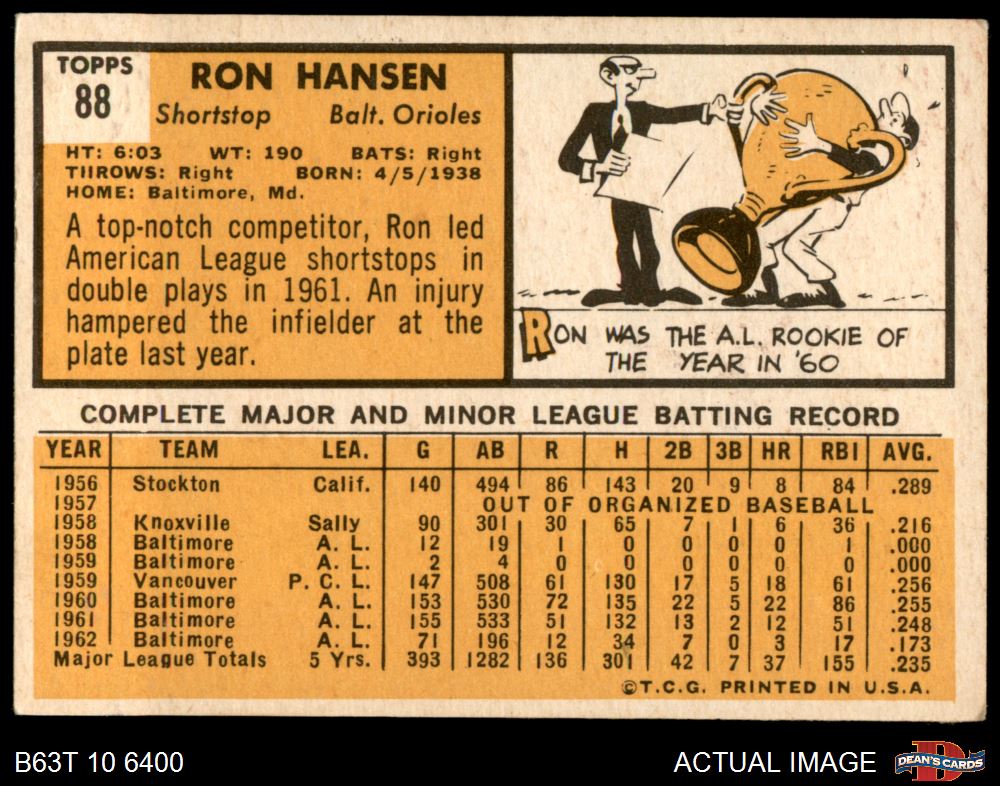 TOPPS
88
RON HANSEN
Shortstop Balt. Orioles
HT: 6:03 WT: 190 BATS: Right
THROWS: Right BORN: 4/5/1938
HOME: Baltimore, Md.
A top-notch competitor, Ron led
American League shortstops in
double plays in 1961. An injury
hampered the infielder at the
plate last year.
RON WAS THE A.L. ROOKIE OF
THE YEAR IN '60
COMPLETE MAJOR AND MINOR LEAGUE BATTING RECORD
YEAR TEAM LEA. G AB R H 2B 3B HR RBI AVG.
1956 Stockton Calif. 140 494 86 143 20 9 8 84 .289
1957 OUT OF ORGANIZED BASEBALL
1958 Knoxville Sally 90 301 30 65 7 1 6 36 .216
1958 Baltimore A. L. 12 19 1 0 0 0 0 1 .000
1959 Baltimore A. L. 2 4 0 0 0 0 0 0 .000
1959 Vancouver P. C. L. 147 508 61 130 17 5 18 61 .256
1960 Baltimore A. L. 153 530 72 135 22 5 22 86 .255
1961 Baltimore A. L. 155 533 51 132 13 2 12 51 .248
1962 Baltimore A. L. 71 196 12 34 7 0 3 17 .173
Major League Totals 5 Yrs. 393 1282 136 301 42 7 37 155 .235
©T.C.G. PRINTED IN U.S.A.
B63T 10 6400 ACTUAL IMAGE DEAN'S CARDS